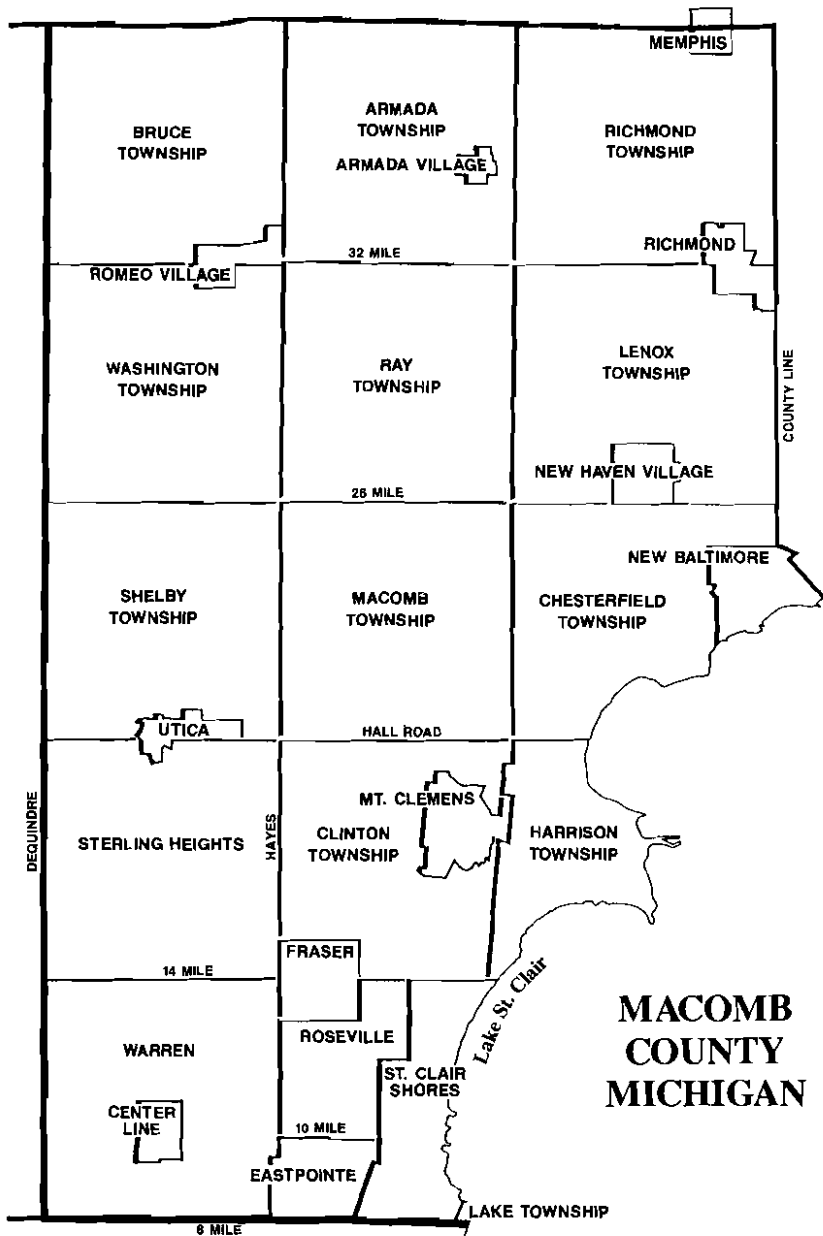 MEMPHIS
BRUCE
TOWNSHIP
ARMADA
TOWNSHIP
ARMADA VILLAGE
RICHMOND
TOWNSHIP
ROMEO VILLAGE
32 MILE
RICHMOND
WASHINGTON
TOWNSHIP
RAY
TOWNSHIP
LENOX
TOWNSHIP
COUNTY LINE
NEW HAVEN VILLAGE
26 MILE
NEW BALTIMORE
SHELBY
TOWNSHIP
MACOMB
TOWNSHIP
CHESTERFIELD
TOWNSHIP
UTICA
HALL ROAD
DEQUINDRE
STERLING HEIGHTS
HAYES
MT. CLEMENS
CLINTON
TOWNSHIP
HARRISON
TOWNSHIP
FRASER
14 MILE
Lake St. Clair
MACOMB
COUNTY
MICHIGAN
WARREN
ROSEVILLE
ST. CLAIR
SHORES
CENTER
LINE
10 MILE
EASTPOINTE
LAKE TOWNSHIP
8 MILE